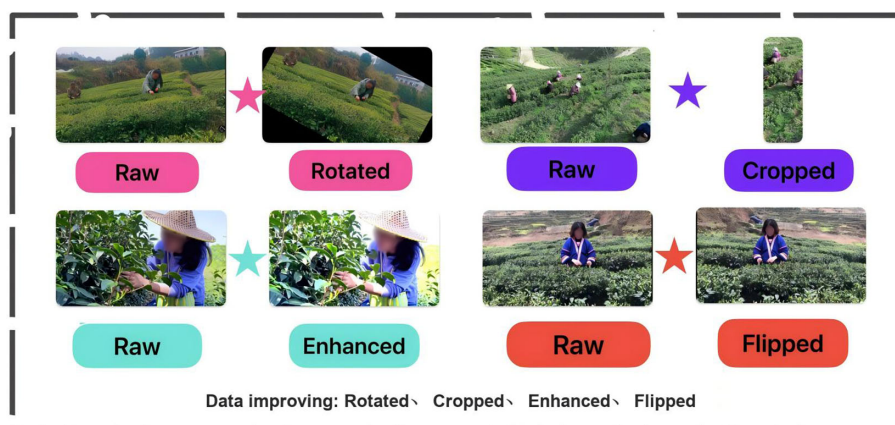 Raw Rotated Raw Cropped
Raw Enhanced Raw Flipped
Data improving: Rotated、 Cropped、 Enhanced、 Flipped